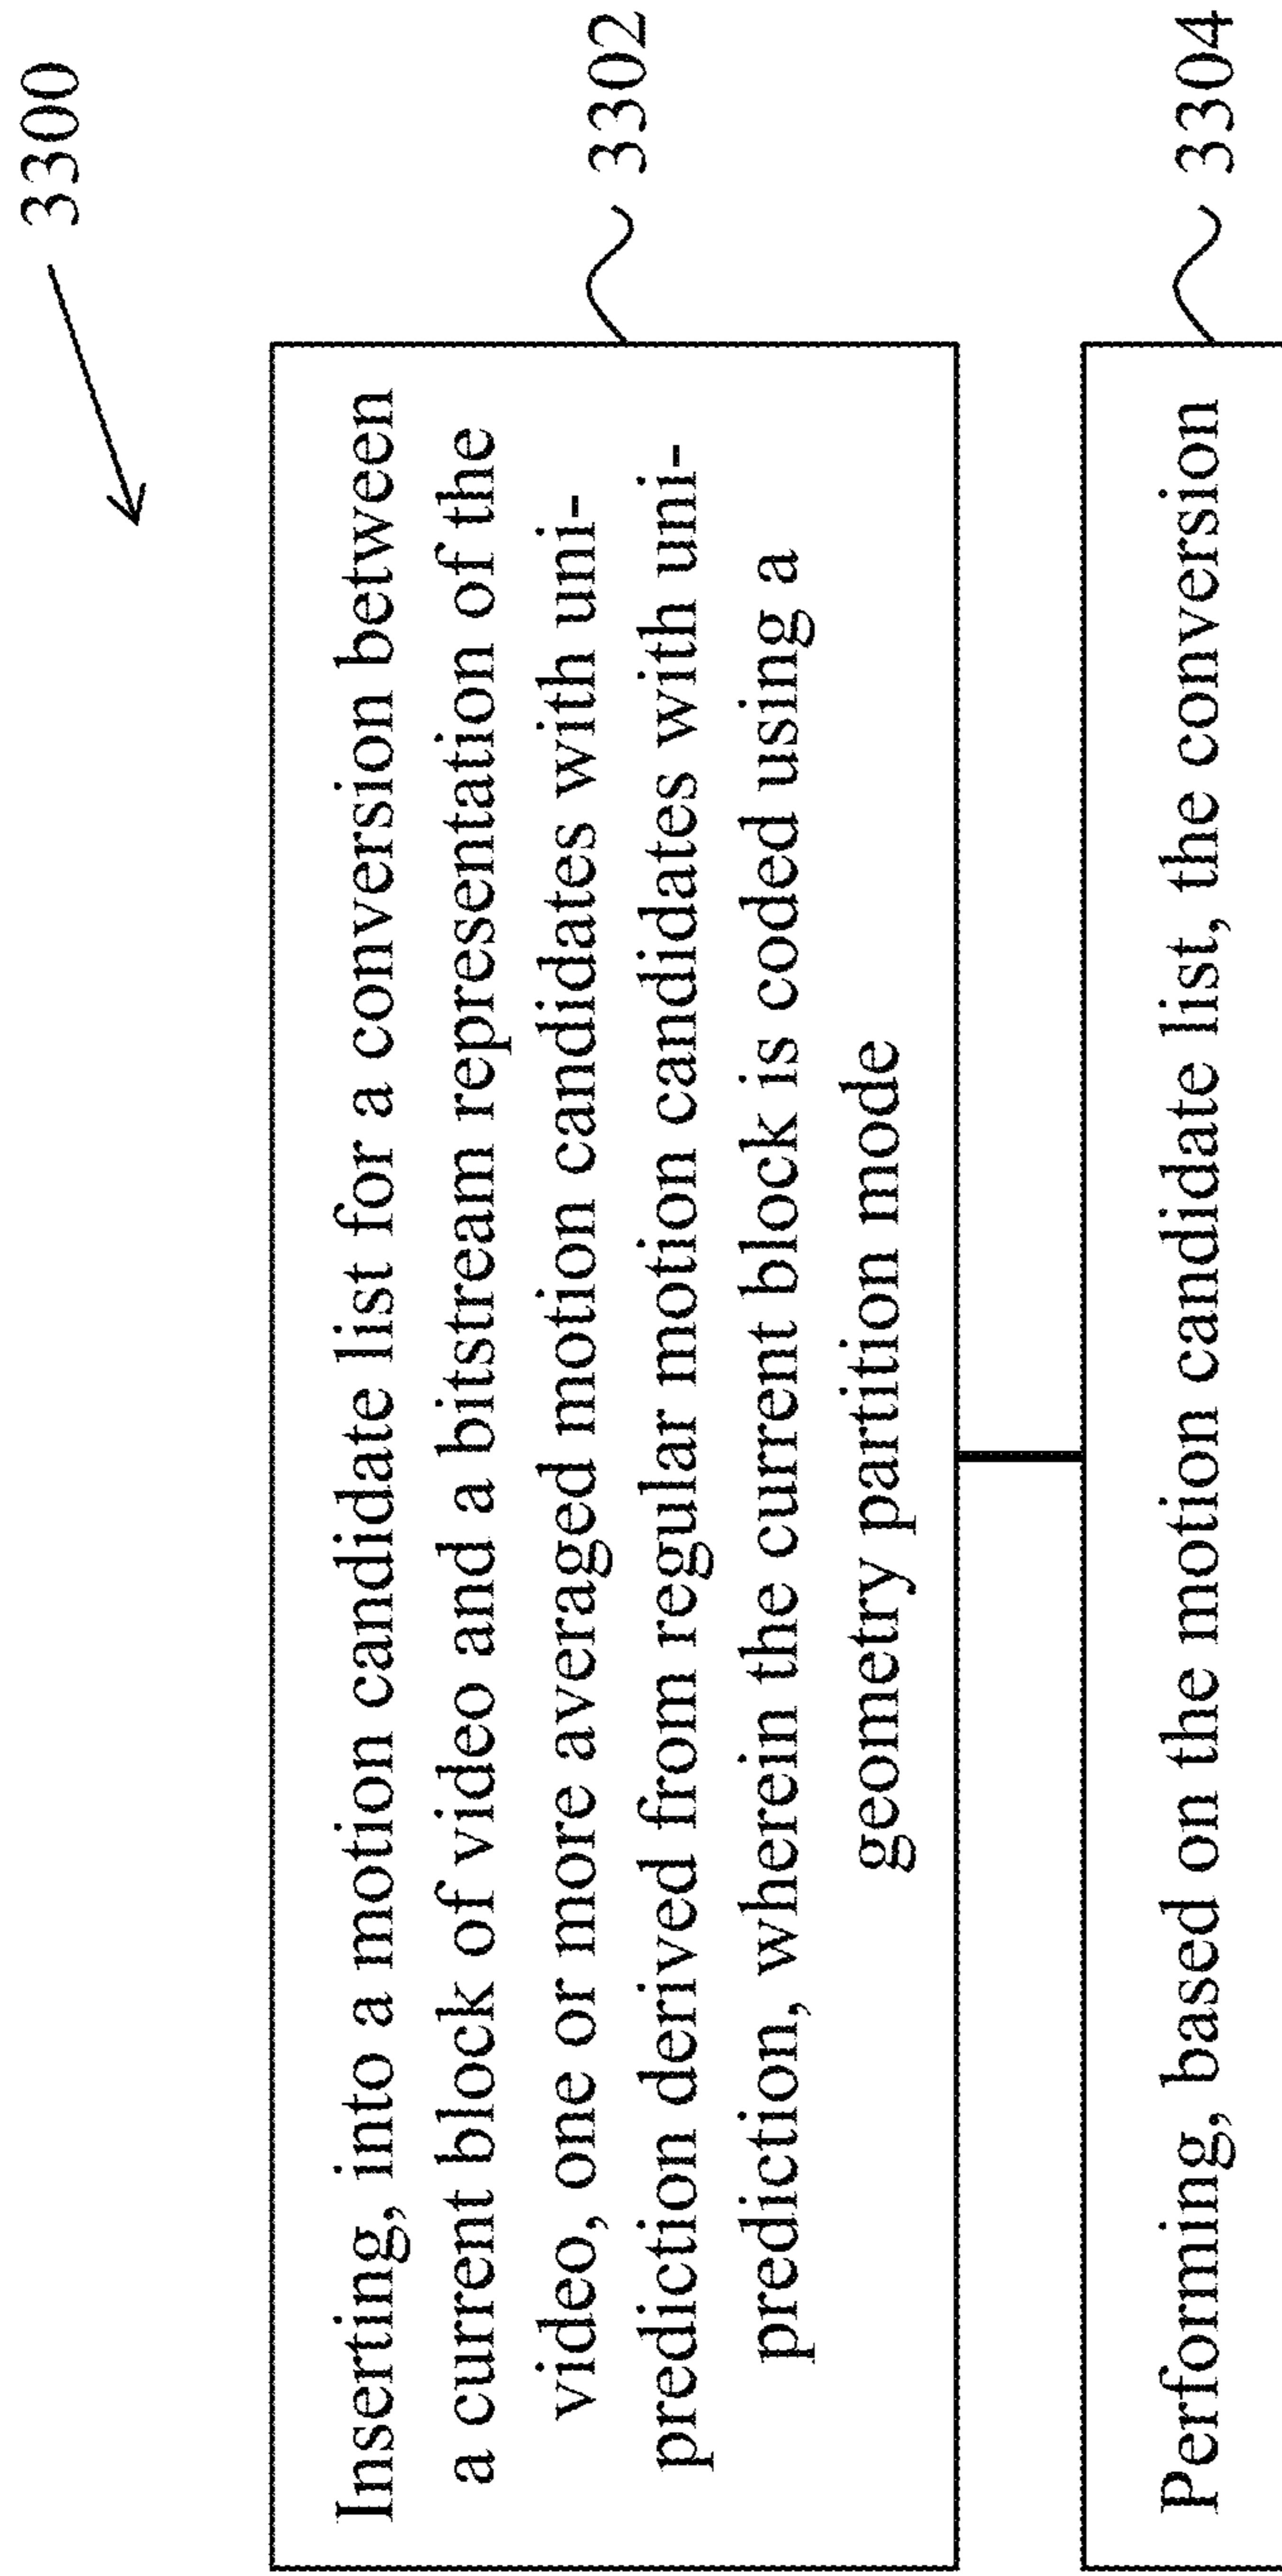 3300
Inserting, into a motion candidate list for a conversion between
a current block of video and a bitstream representation of the
video, one or more averaged motion candidates with uni-
prediction derived from regular motion candidates with uni-
prediction, wherein the current block is coded using a
geometry partition mode
3302
Performing, based on the motion candidate list, the conversion
3304